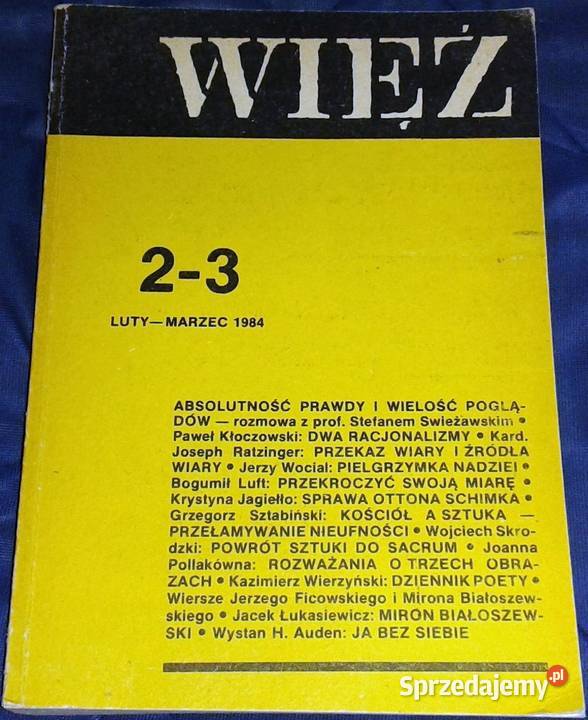 WIĘŹ
2-3
LUTY—MARZEC 1984
ABSOLUTNOŚĆ PRAWDY I WIELOŚĆ POGLĄ-
DÓW — rozmowa z prof. Stefanem Swieżawskim •
Paweł Kłoczowski: DWA RACJONALIZMY • Kard.
Joseph Ratzinger: PRZEKAZ WIARY I ŹRÓDŁA
WIARY • Jerzy Wocial: PIELGRZYMKA NADZIEI •
Bogumił Luft: PRZEKROCZYĆ SWOJĄ MIARĘ •
Krystyna Jagiełło: SPRAWA OTTONA SCHIMKA •
Grzegorz Sztabiński: KOŚCIÓŁ A SZTUKA —
PRZEŁAMYWANIE NIEUFNOŚCI • Wojciech Skro-
dzki: POWRÓT SZTUKI DO SACRUM • Joanna
Pollakówna: ROZWAŻANIA O TRZECH OBRA-
ZACH • Kazimierz Wierzyński: DZIENNIK POETY •
Wiersze Jerzego Ficowskiego i Mirona Białoszew-
skiego • Jacek Łukasiewicz: MIRON BIAŁOSZEW-
SKI • Wystan H. Auden: JA BEZ SIEBIE
Sprzedajemy.pl